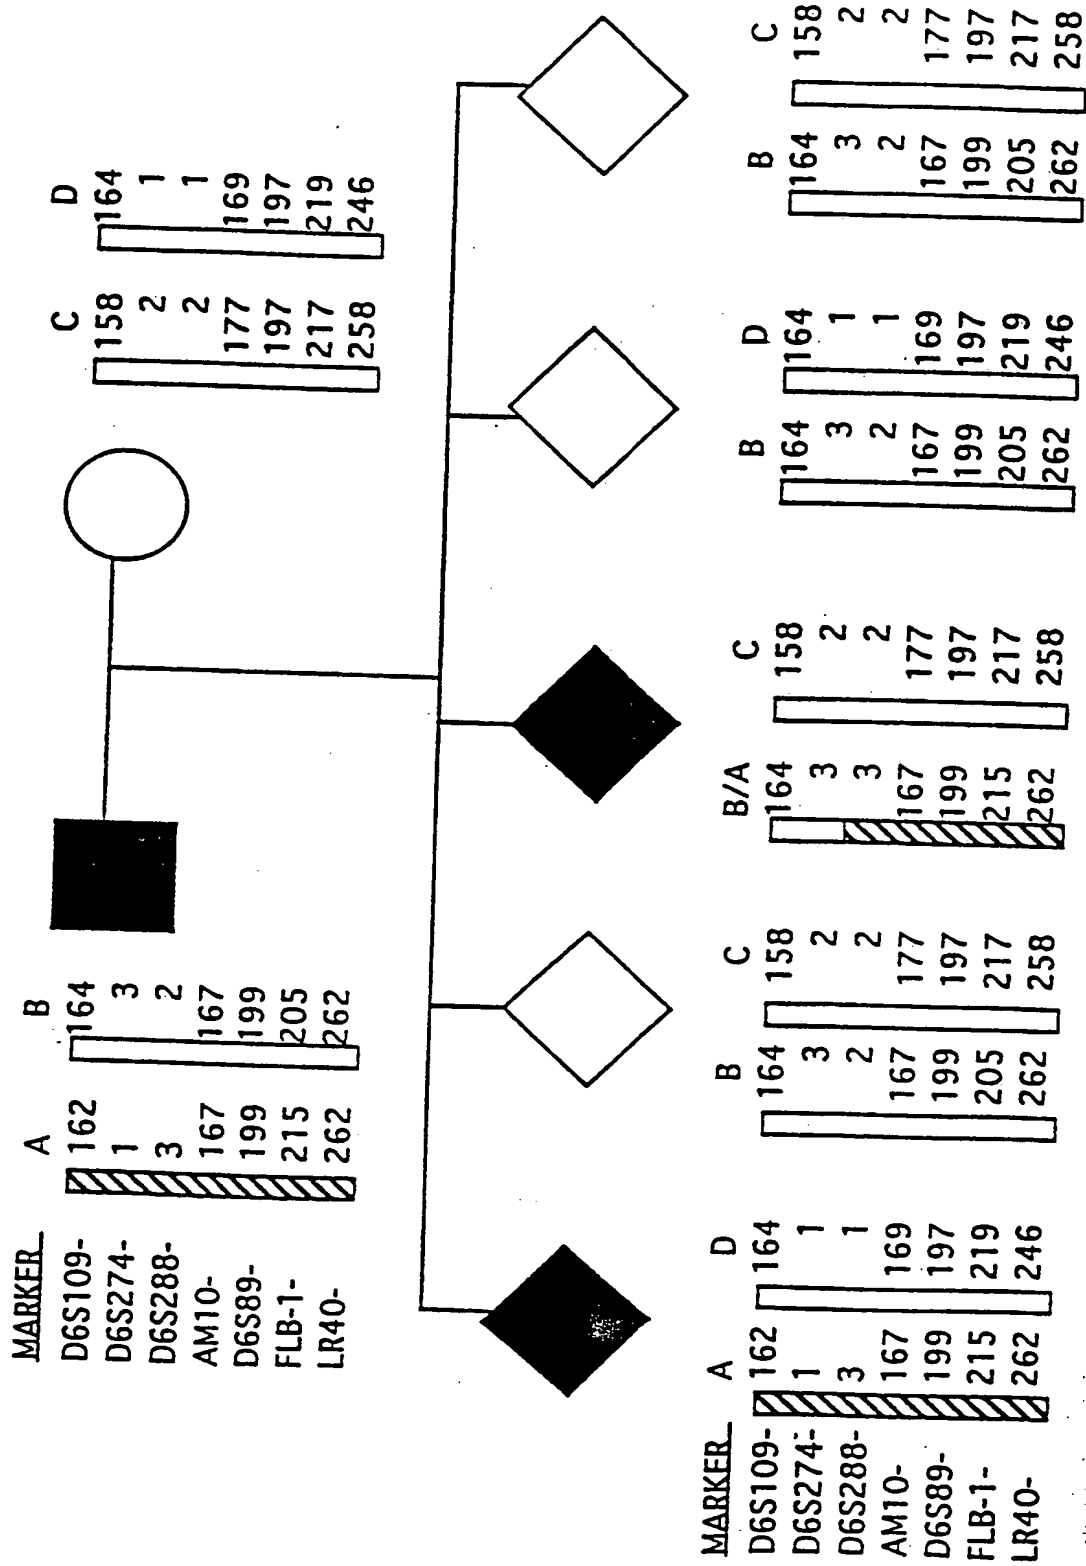 A B C D
MARKER
D6S109- 162 164 158 164
D6S274- 1 3 2 1
D6S288- 3 2 2 1
AM10- 167 167 177 169
D6S89- 199 199 197 197
FLB-1- 215 205 217 219
LR40- 262 262 258 246
MARKER A D B C B/A C B D B C
D6S109- 162 164 164 158 164 158 164 164 164 158
D6S274- 1 1 3 2 3 2 3 1 3 2
D6S288- 3 1 2 2 3 2 2 1 2 2
AM10- 167 169 167 177 167 177 167 169 167 177
D6S89- 199 197 199 197 199 197 199 197 199 197
FLB-1- 215 219 205 217 215 217 205 219 205 217
LR40- 262 246 262 258 262 258 262 246 262 258